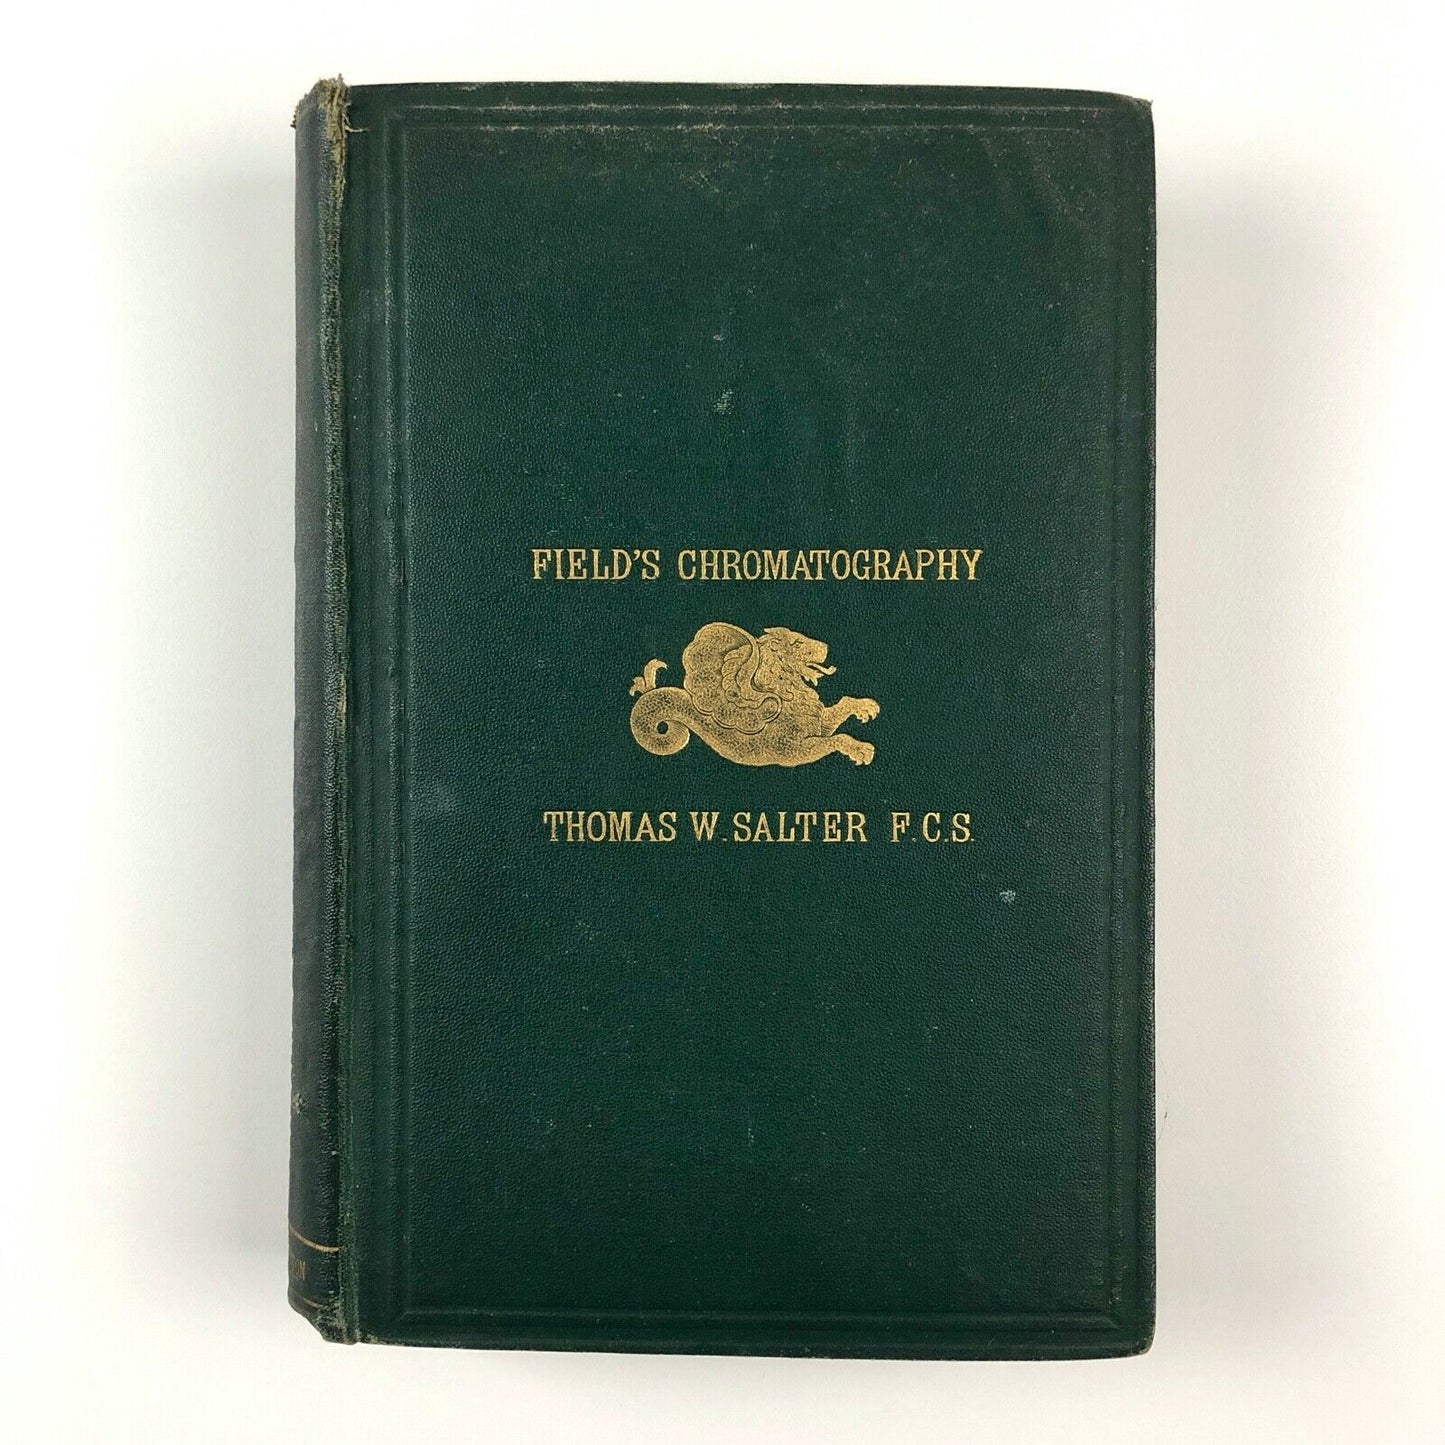 FIELD'S CHROMATOGRAPHY
THOMAS W. SALTER F.C.S.